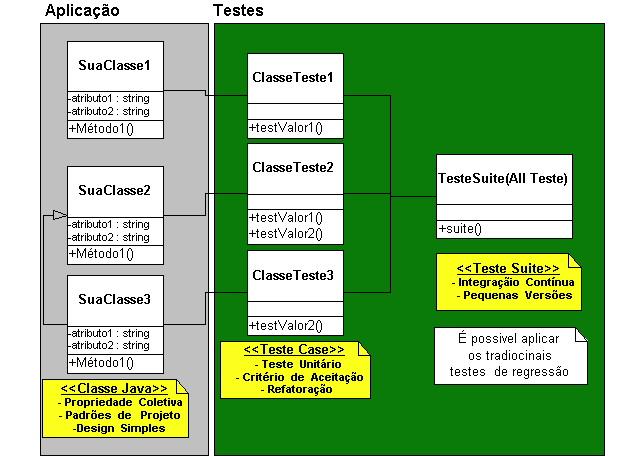 Aplicação
Testes
SuaClasse1
-atributo1 : string
-atributo2 : string
+Método1()
SuaClasse2
-atributo1 : string
-atributo2 : string
+Método1()
SuaClasse3
-atributo1 : string
-atributo2 : string
+Método1()
<<Classe Java>>
- Propriedade Coletiva
- Padrões de Projeto
-Design Simples
ClasseTeste1
+testValor1()
ClasseTeste2
+testValor1()
+testValor2()
ClasseTeste3
+testValor2()
<<Teste Case>>
- Teste Unitário
- Critério de Aceitação
- Refatoração
TesteSuite(All Teste)
+suite()
<<Teste Suite>>
- Integração Contínua
- Pequenas Versões
É possivel aplicar
os tradiocinais
testes de regressão